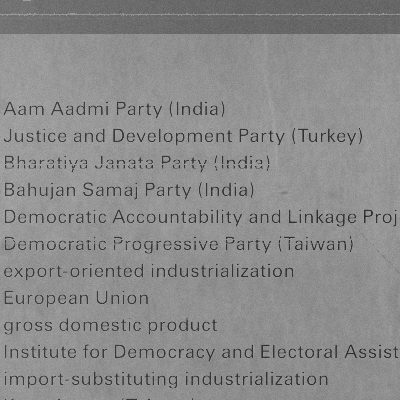 Aam Aadmi Party (India)
Justice and Development Party (Turkey)
Bharatiya Janata Party (India)
Bahujan Samaj Party (India)
Democratic Accountability and Linkage Proj
Democratic Progressive Party (Taiwan)
export-oriented industrialization
European Union
gross domestic product
Institute for Democracy and Electoral Assist
import-substituting industrialization